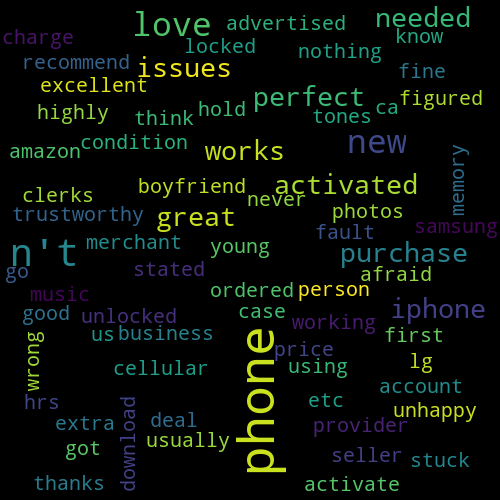 love
advertised
needed
charge
locked
nothing
know
recommend
issues
fine
excellent
perfect
figured
highly
think
hold
tones
ca
condition
works
new
amazon
memory
clerks
boyfriend
never
activated
trustworthy
great
photos
samsung
n't
merchant
young
fault
purchase
go
stated
afraid
music
ordered
person
good
unlocked
case
working
iphone
us
business
first
wrong
phone
price
cellular
using
lg
account
hrs
download
etc
unhappy
extra
deal
provider
got
usually
seller
stuck
thanks
activate